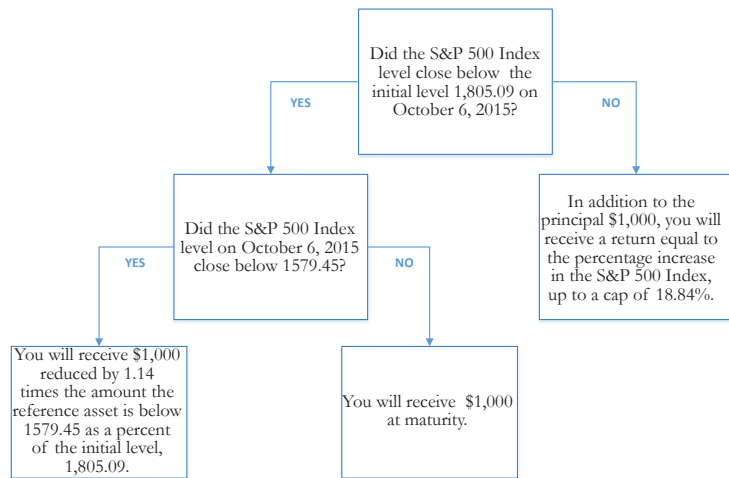 Did the S&P 500 Index
level close below the
initial level 1,805.09 on
October 6, 2015?
YES
NO
Did the S&P 500 Index
level on October 6, 2015
close below 1579.45?
In addition to the
principal $1,000, you will
receive a return equal to
the percentage increase
in the S&P 500 Index,
up to a cap of 18.84%.
YES
NO
You will receive $1,000
reduced by 1.14
times the amount the
reference asset is below
1579.45 as a percent
of the initial level,
1,805.09.
You will receive $1,000
at maturity.